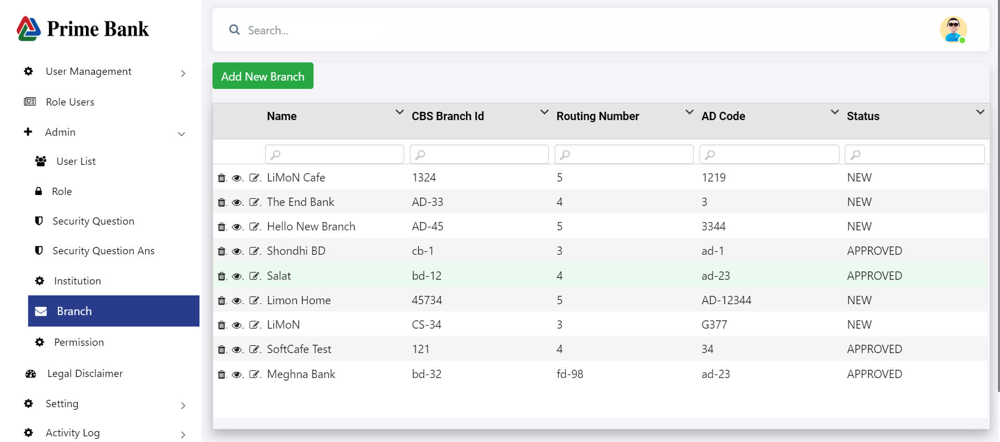 Prime Bank
Search...
User Management
Role Users
Admin
User List
Role
Security Question
Security Question Ans
Institution
Branch
Permission
Legal Disclaimer
Setting
Activity Log
Add New Branch
Name CBS Branch Id Routing Number AD Code Status
LiMoN Cafe 1324 5 1219 NEW
The End Bank AD-33 4 3 NEW
Hello New Branch AD-45 5 3344 NEW
Shondhi BD cb-1 3 ad-1 APPROVED
Salat bd-12 4 ad-23 APPROVED
Limon Home 45734 5 AD-12344 NEW
LiMoN CS-34 3 G377 NEW
SoftCafe Test 121 4 34 APPROVED
Meghna Bank bd-32 fd-98 ad-23 APPROVED